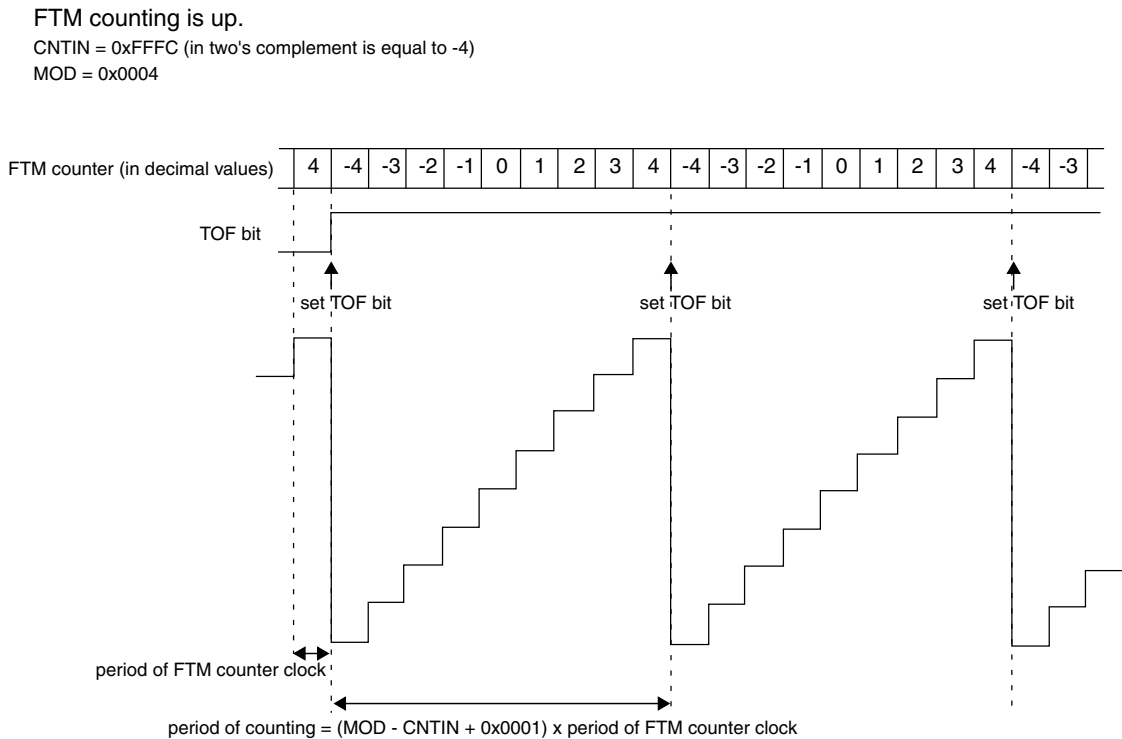 FTM counting is up.
CNTIN = 0xFFFC (in two's complement is equal to -4)
MOD = 0x0004
FTM counter (in decimal values) 4 -4 -3 -2 -1 0 1 2 3 4 -4 -3 -2 -1 0 1 2 3 4 -4 -3
TOF bit
set TOF bit set TOF bit set TOF bit
period of FTM counter clock
period of counting = (MOD - CNTIN + 0x0001) x period of FTM counter clock